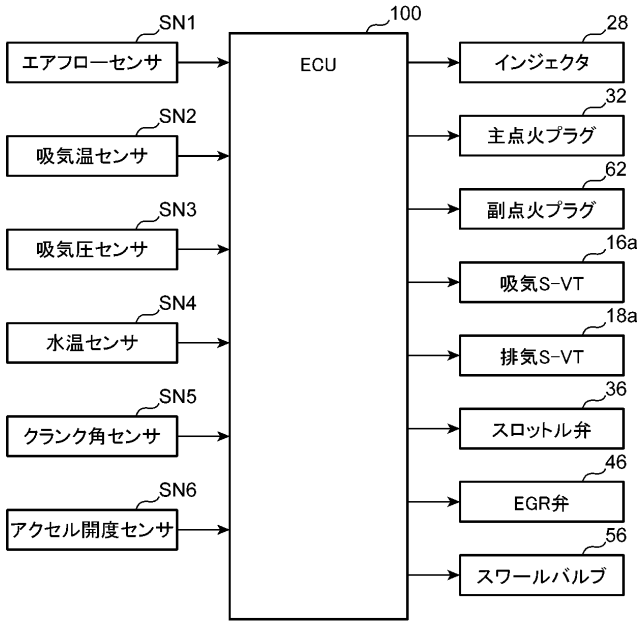 100
ECU
SN1
エアフローセンサ
SN2
吸気温センサ
SN3
吸気圧センサ
SN4
水温センサ
SN5
クランク角センサ
SN6
アクセル開度センサ
28
インジェクタ
32
主点火プラグ
62
副点火プラグ
16a
吸気S-VT
18a
排気S-VT
36
スロットル弁
46
EGR弁
56
スワールバルブ